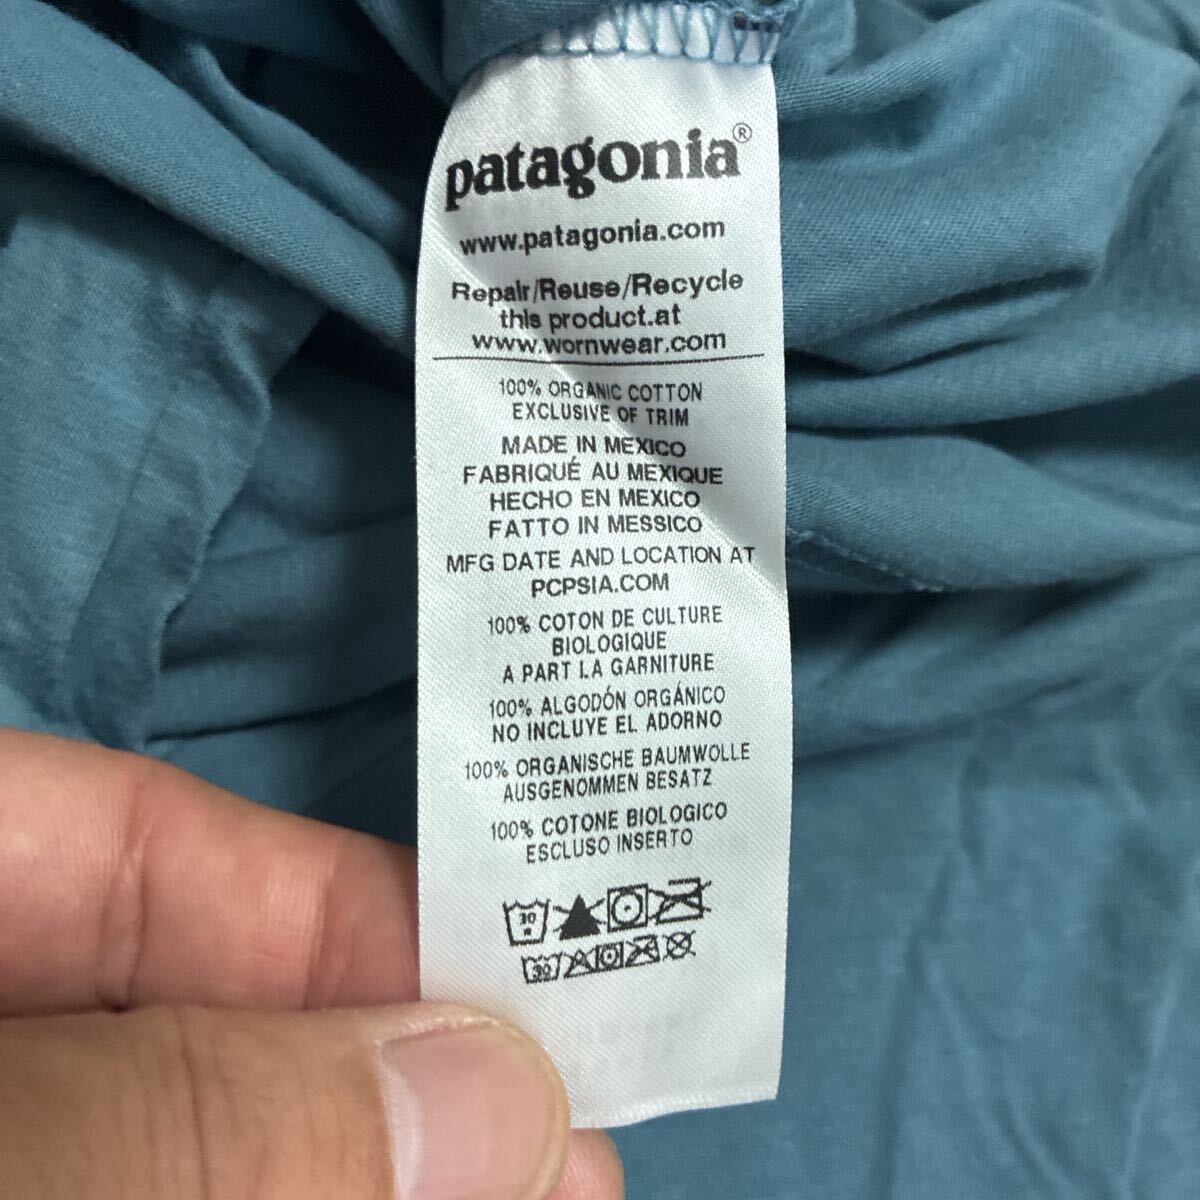 patagonia®
www.patagonia.com
Repair/Reuse/Recycle
this product.at
www.wornwear.com
100% ORGANIC COTTON
EXCLUSIVE OF TRIM
MADE IN MEXICO
FABRIQUÉ AU MEXIQUE
HECHO EN MEXICO
FATTO IN MESSICO
MFG DATE AND LOCATION AT
PCPSIA.COM
100% COTON DE CULTURE
BIOLOGIQUE
A PART LA GARNITURE
100% ALGODÓN ORGÁNICO
NO INCLUYE EL ADORNO
100% ORGANISCHE BAUMWOLLE
AUSGENOMMEN BESATZ
100% COTONE BIOLOGICO
ESCLUSO INSERTO
30
30